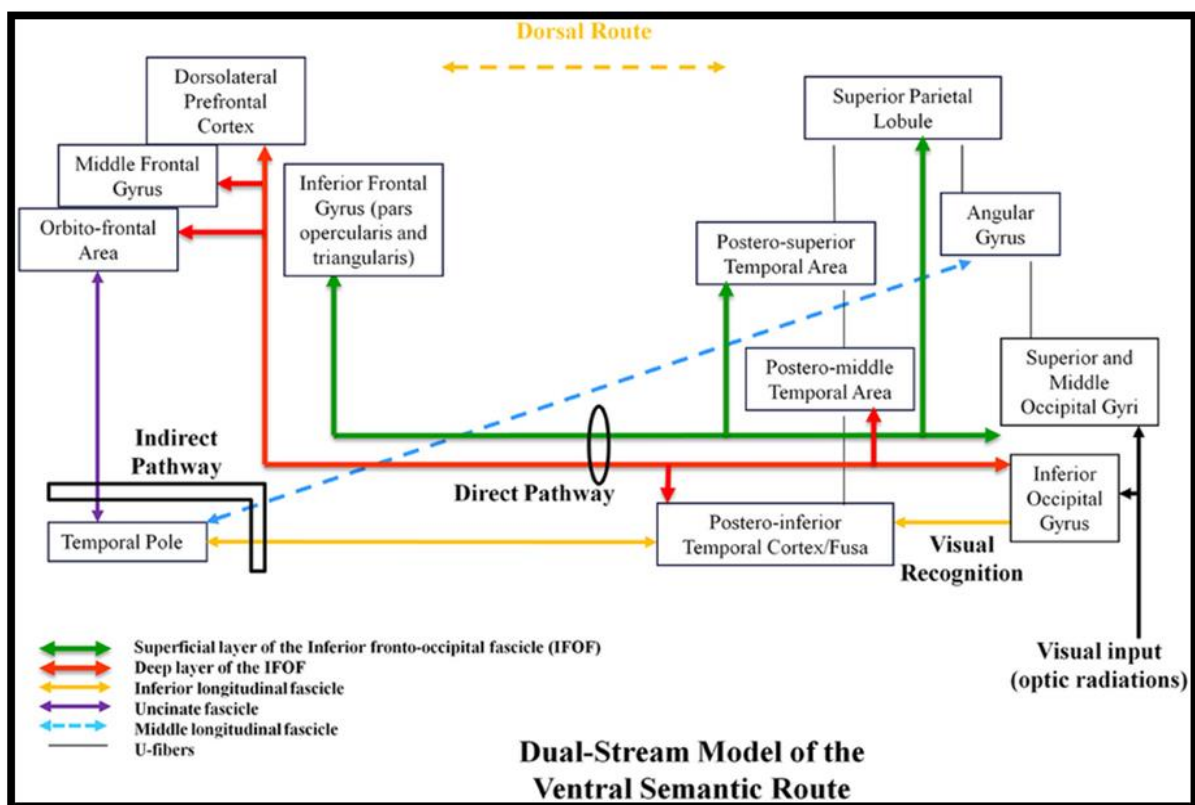 Dorsal Route
Dorsolateral
Prefrontal
Cortex
Middle Frontal
Gyrus
Orbito-frontal
Area
Inferior Frontal
Gyrus (pars
opercularis and
triangularis)
Superior Parietal
Lobule
Angular
Gyrus
Postero-superior
Temporal Area
Postero-middle
Temporal Area
Superior and
Middle
Occipital Gyri
Indirect
Pathway
Direct Pathway
Inferior
Occipital
Gyrus
Temporal Pole
Postero-inferior
Temporal Cortex/Fusa
Visual
Recognition
Visual input
(optic radiations)
Superficial layer of the Inferior fronto-occipital fascicle (IFOF)
Deep layer of the IFOF
Inferior longitudinal fascicle
Uncinate fascicle
Middle longitudinal fascicle
U-fibers
Dual-Stream Model of the
Ventral Semantic Route